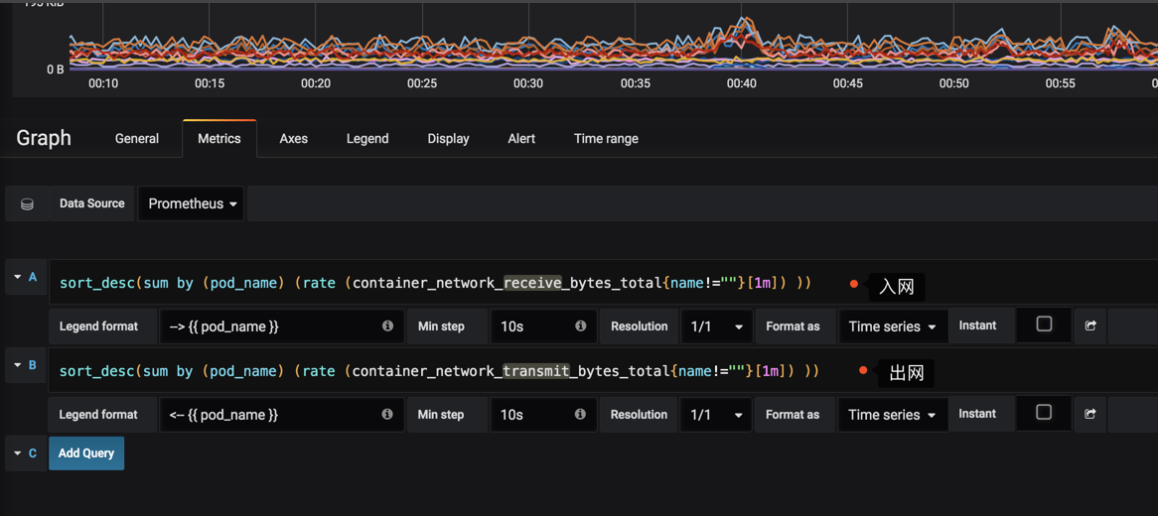 193 KiB
0 B
00:10 00:15 00:20 00:25 00:30 00:35 00:40 00:45 00:50 00:55 0
Graph General Metrics Axes Legend Display Alert Time range
Data Source Prometheus
A sort_desc(sum by (pod_name) (rate (container_network_receive_bytes_total{name!=""}[1m]) )) 入网
Legend format --> {{ pod_name }} Min step 10s Resolution 1/1 Format as Time series Instant
B sort_desc(sum by (pod_name) (rate (container_network_transmit_bytes_total{name!=""}[1m]) )) 出网
Legend format <-- {{ pod_name }} Min step 10s Resolution 1/1 Format as Time series Instant
C Add Query